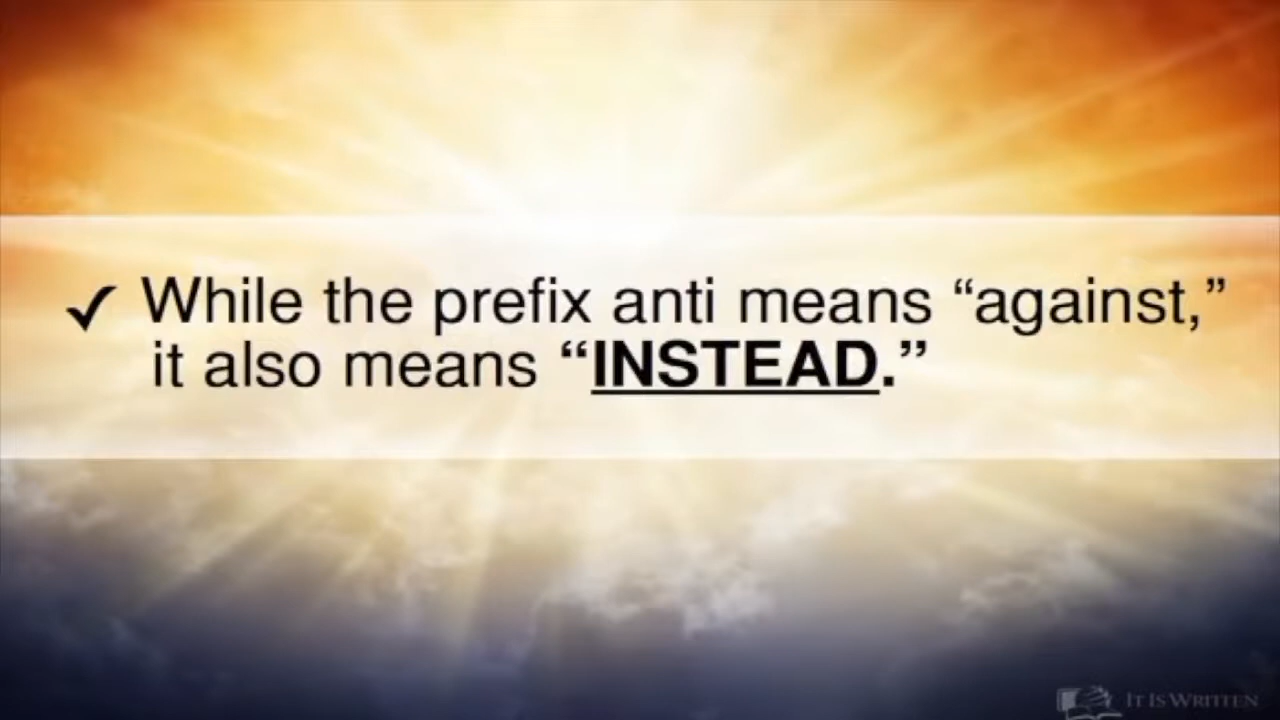 ✓ While the prefix anti means “against,”
it also means “INSTEAD.”
IT IS WRITTEN